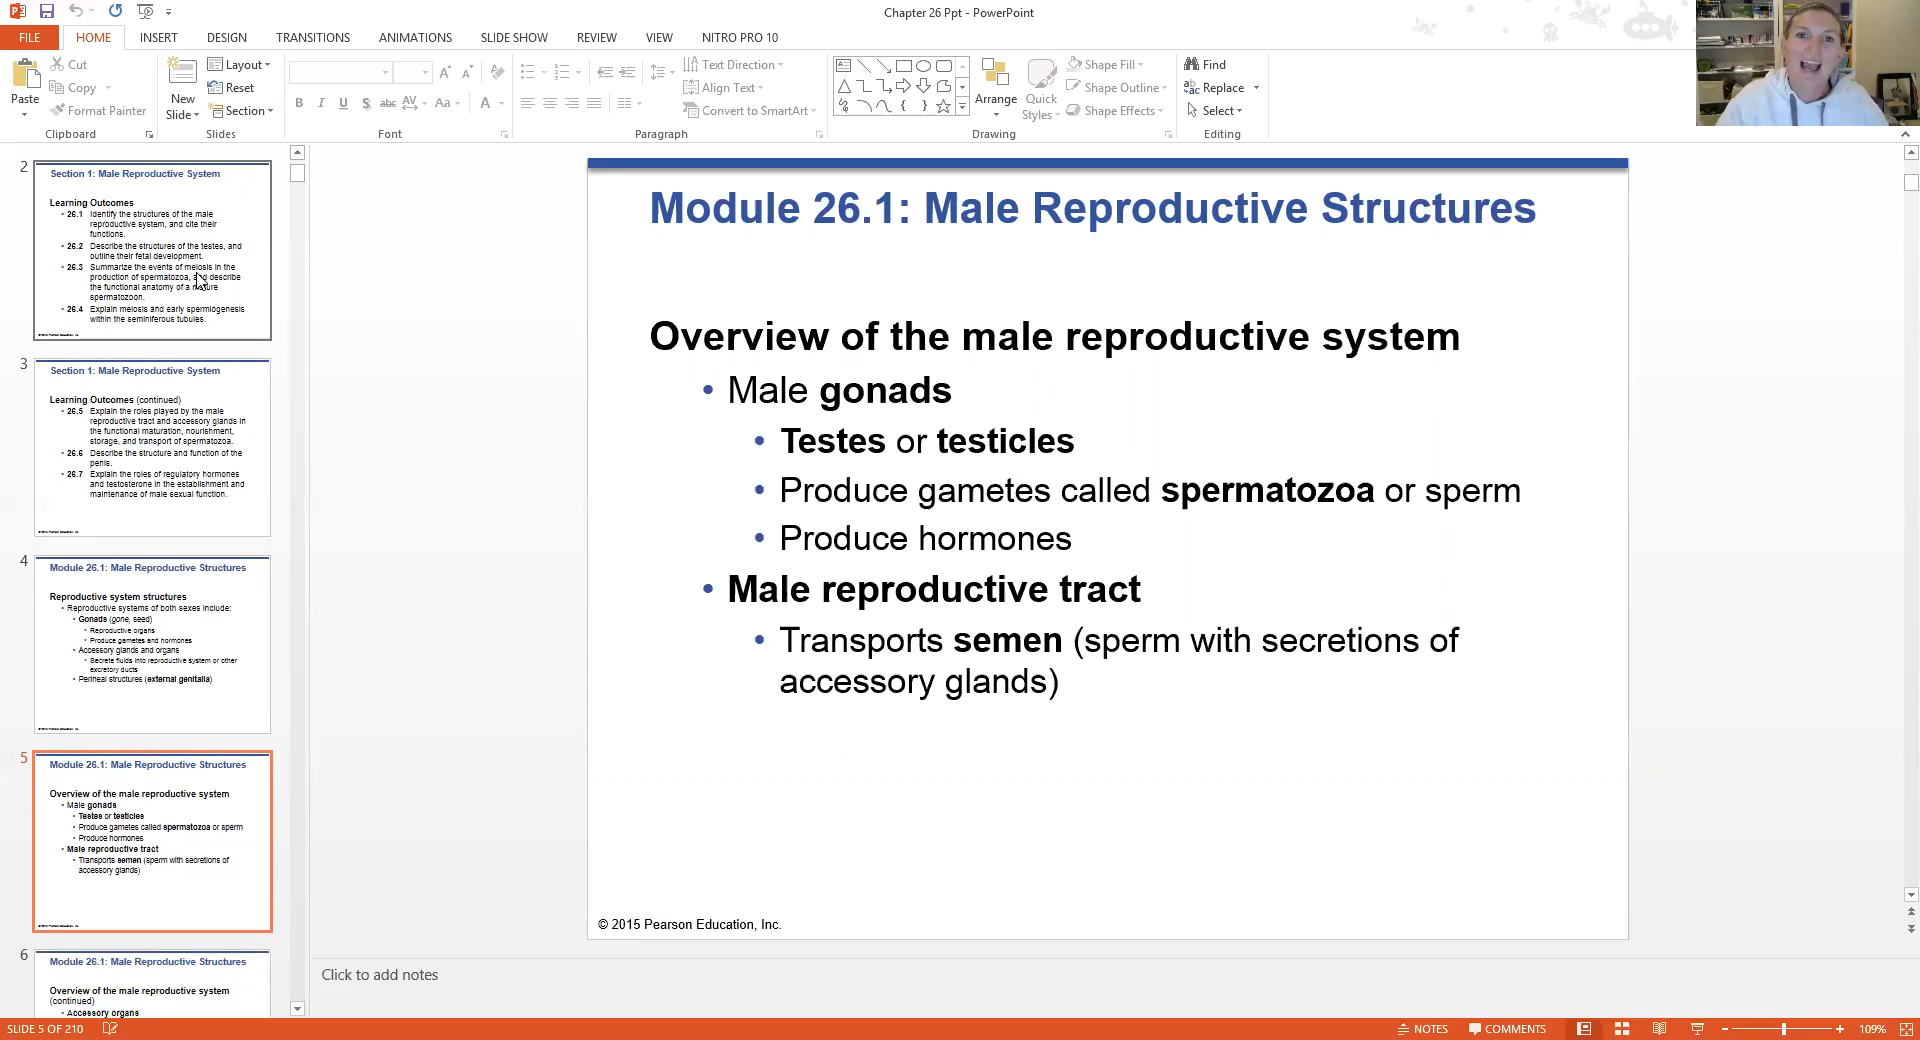 Chapter 26 Ppt - PowerPoint
FILE HOME INSERT DESIGN TRANSITIONS ANIMATIONS SLIDE SHOW REVIEW VIEW NITRO PRO 10
Paste
Cut
Copy
Format Painter
Clipboard
New
Slide
Layout
Reset
Section
Slides
B I U S abc AV Aa A
Font
Text Direction
Align Text
Convert to SmartArt
Paragraph
Arrange
Quick
Styles
Shape Fill
Shape Outline
Shape Effects
Drawing
Find
Replace
Select
Editing
2
Section 1: Male Reproductive System
Learning Outcomes
• 26.1 Identify the structures of the male
reproductive system, and cite their
functions.
• 26.2 Describe the structures of the testes, and
outline their fetal development.
• 26.3 Summarize the events of meiosis in the
production of spermatozoa, and describe
the functional anatomy of a mature
spermatozoon.
• 26.4 Explain meiosis and early spermiogenesis
within the seminiferous tubules.
3
Section 1: Male Reproductive System
Learning Outcomes (continued)
• 26.5 Explain the roles played by the male
reproductive tract and accessory glands in
the functional maturation, nourishment,
storage, and transport of spermatozoa.
• 26.6 Describe the structure and function of the
penis.
• 26.7 Explain the roles of regulatory hormones
and testosterone in the establishment and
maintenance of male sexual function.
4
Module 26.1: Male Reproductive Structures
Reproductive system structures
• Reproductive systems of both sexes include:
• Gonads (gone, seed)
• Reproductive organs
• Produce gametes and hormones
• Accessory glands and organs
• Secrete fluids into reproductive system or other
excretory ducts
• Perineal structures (external genitalia)
5
Module 26.1: Male Reproductive Structures
Overview of the male reproductive system
• Male gonads
• Testes or testicles
• Produce gametes called spermatozoa or sperm
• Produce hormones
• Male reproductive tract
• Transports semen (sperm with secretions of
accessory glands)
6
Module 26.1: Male Reproductive Structures
Overview of the male reproductive system
(continued)
• Accessory organs
Module 26.1: Male Reproductive Structures
Overview of the male reproductive system
• Male gonads
• Testes or testicles
• Produce gametes called spermatozoa or sperm
• Produce hormones
• Male reproductive tract
• Transports semen (sperm with secretions of
accessory glands)
© 2015 Pearson Education, Inc.
Click to add notes
SLIDE 5 OF 210
NOTES COMMENTS 109%